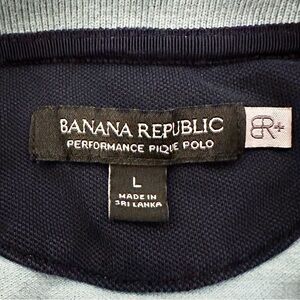 BANANA REPUBLIC
PERFORMANCE PIQUE POLO
BR+
L
MADE IN
SRI LANKA